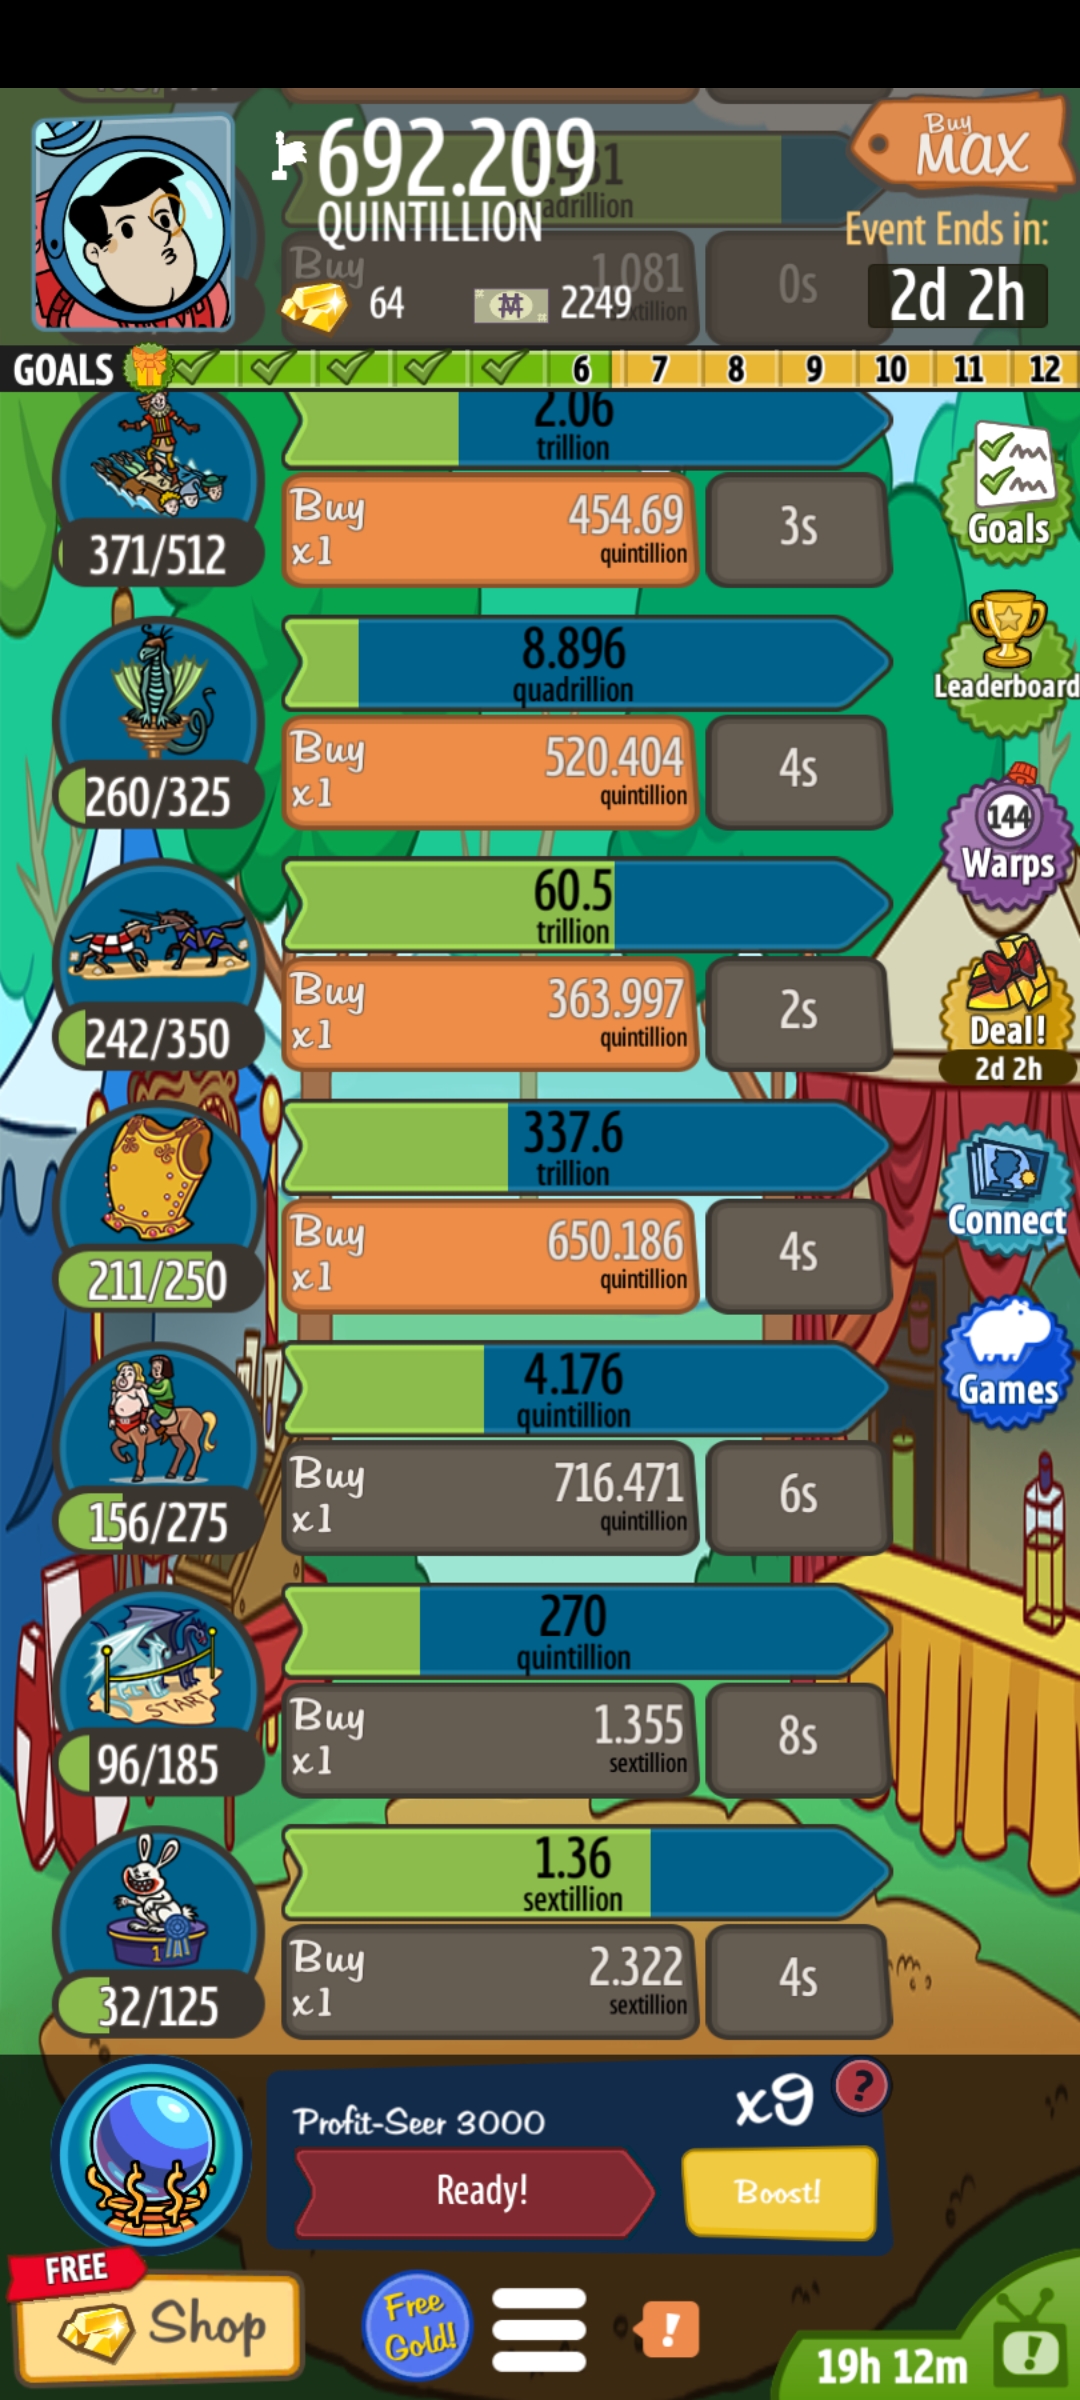 692.209
QUINTILLION
Buy
MAX
Event Ends in:
2d 2h
64
2249
Buy
1.081
0s
GOALS
6 7 8 9 10 11 12
2.06
trillion
371/512
Buy
x1
454.69
quintillion
3s
Goals
8.896
quadrillion
260/325
Buy
x1
520.404
quintillion
4s
Leaderboard
60.5
trillion
242/350
Buy
x1
363.997
quintillion
2s
144
Warps
Deal!
2d 2h
337.6
trillion
211/250
Buy
x1
650.186
quintillion
4s
Connect
4.176
quintillion
156/275
Buy
x1
716.471
quintillion
6s
Games
270
quintillion
START
96/185
Buy
x1
1.355
sextillion
8s
1.36
sextillion
1
32/125
Buy
x1
2.322
sextillion
4s
Profit-Seer 3000
x9
?
Ready!
Boost!
FREE
Shop
Free
Gold!
!
19h 12m
!